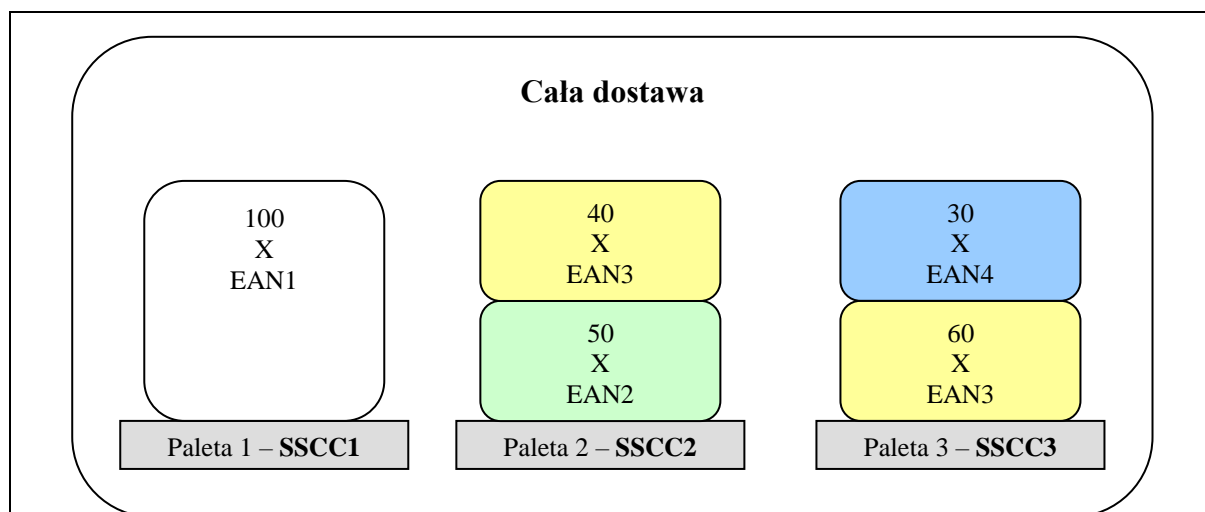 Cała dostawa
100
X
EAN1
40
X
EAN3
50
X
EAN2
30
X
EAN4
60
X
EAN3
Paleta 1 – SSCC1
Paleta 2 – SSCC2
Paleta 3 – SSCC3